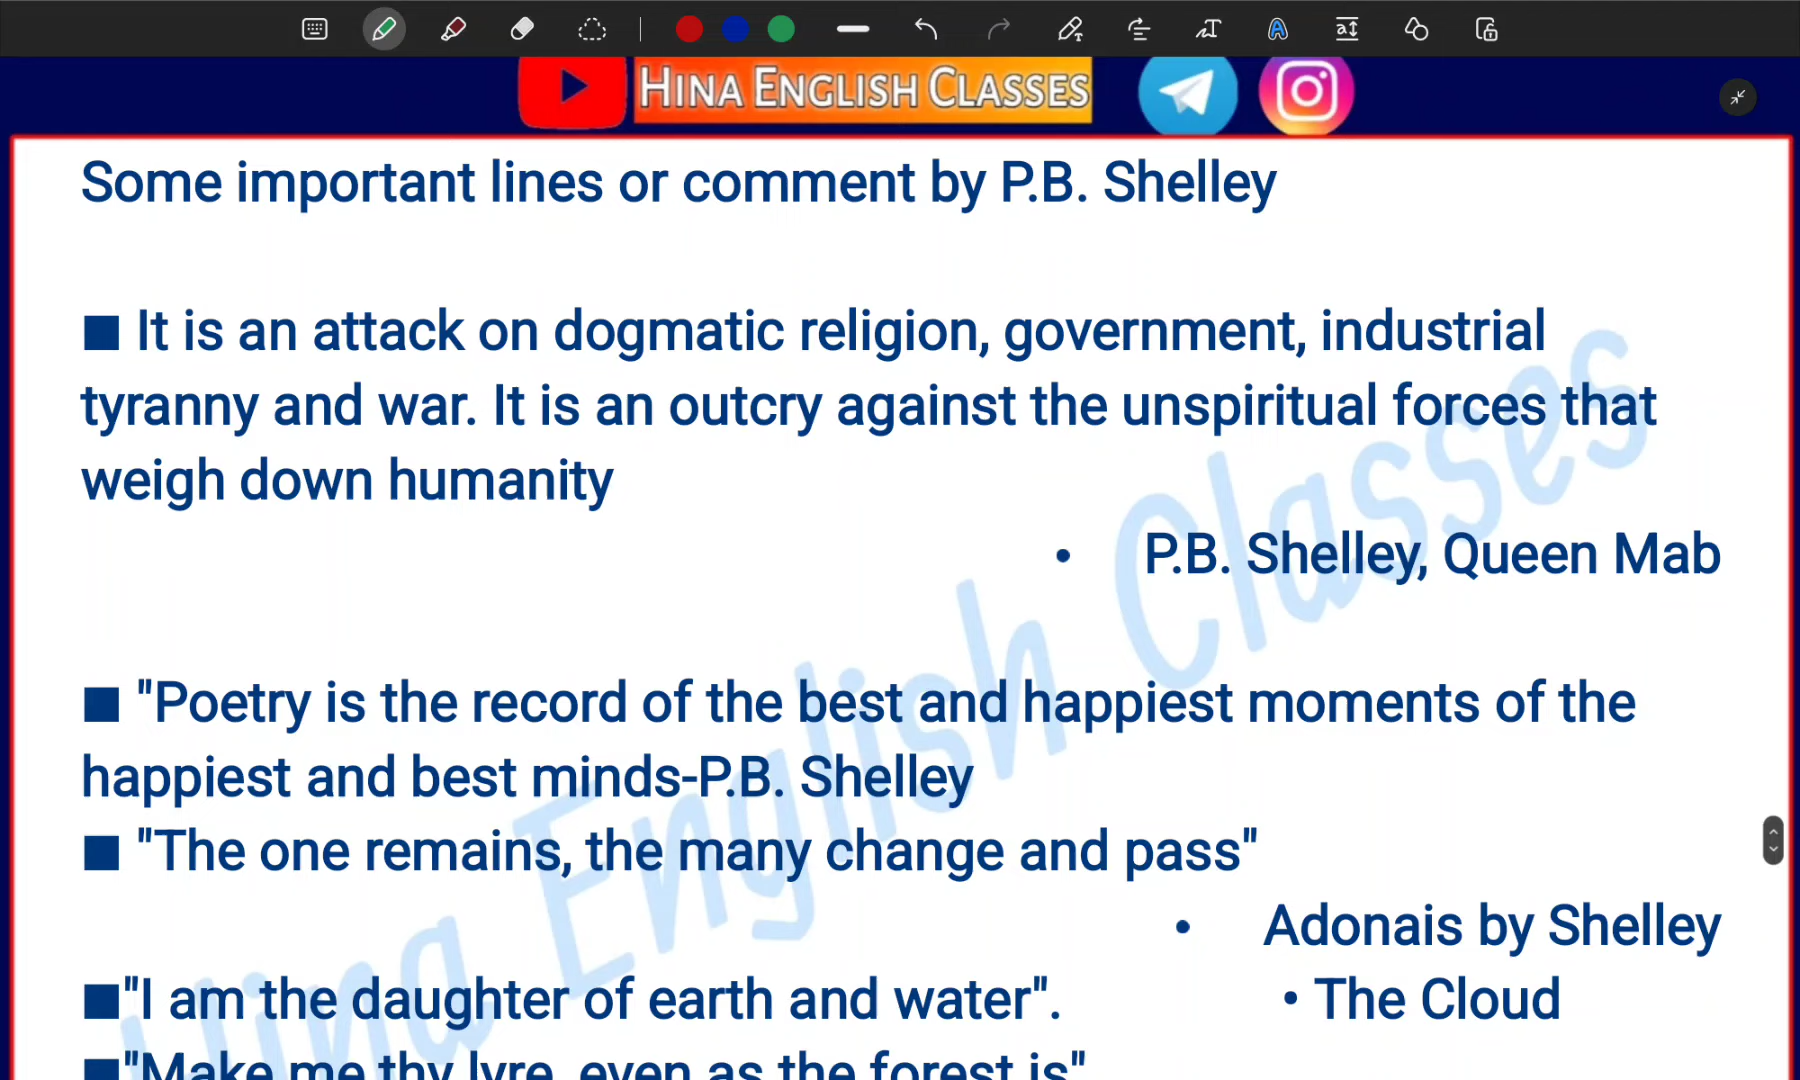 HINA ENGLISH CLASSES
Some important lines or comment by P.B. Shelley
■ It is an attack on dogmatic religion, government, industrial
tyranny and war. It is an outcry against the unspiritual forces that
weigh down humanity
• P.B. Shelley, Queen Mab
■ "Poetry is the record of the best and happiest moments of the
happiest and best minds-P.B. Shelley
■ "The one remains, the many change and pass"
• Adonais by Shelley
■"I am the daughter of earth and water". • The Cloud
■"Make me thy lyre, even as the forest is"
Hina English Classes